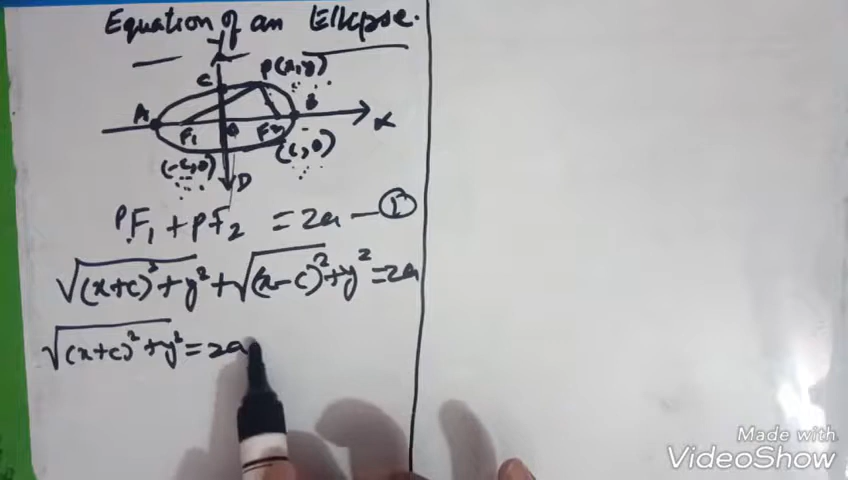 Equation of an Ellipse.
Y
C P(x,y)
A B
F1 O F2 X
(-c,0) (c,0)
D
PF₁ + PF₂ = 2a — I
√(x+c)²+y² + √(x-c)²+y² = 2a
√(x+c)²+y² = 2a
Made with
VideoShow